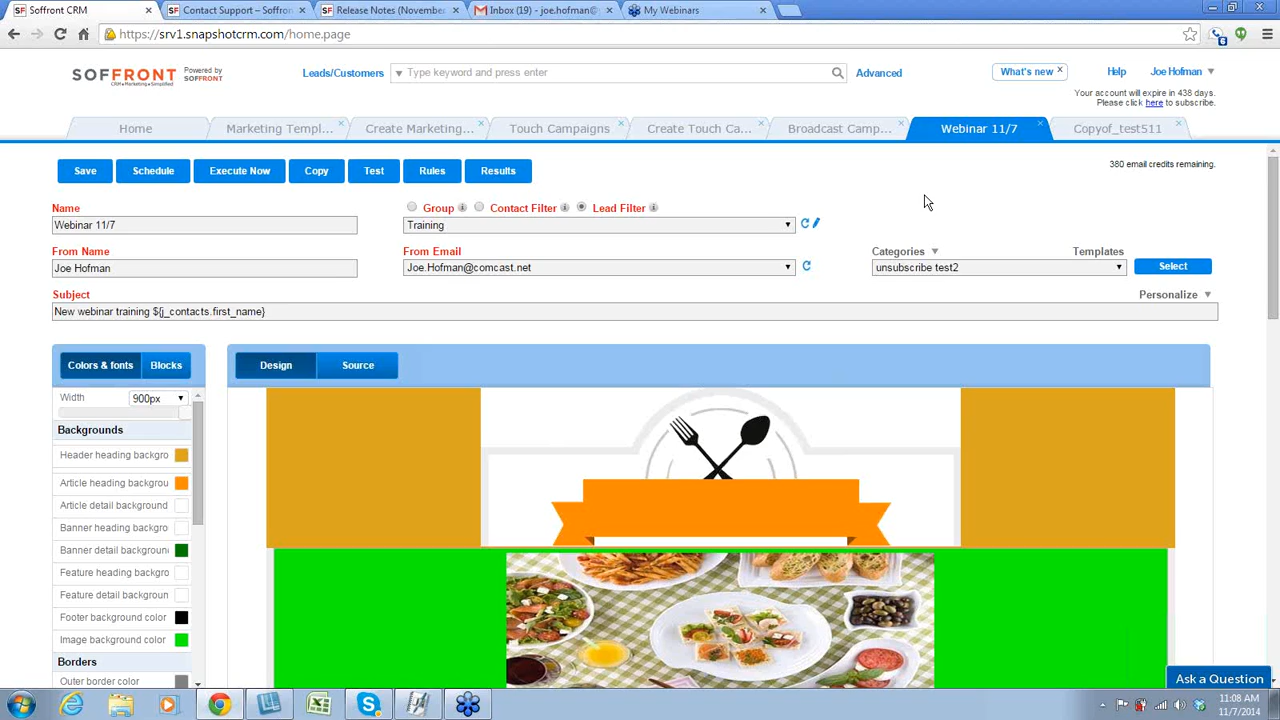 Soffront CRM
Contact Support – Soffron
Release Notes (November
Inbox (19) - joe.hofman@
My Webinars
https://srv1.snapshotcrm.com/home.page
6
SOFFRONT
CRM+Marketing+Simplified
Powered by
SOFFRONT
Leads/Customers
Type keyword and press enter
Advanced
What's new x
Help
Joe Hofman
Your account will expire in 438 days.
Please click here to subscribe.
Home
Marketing Templ...
Create Marketing...
Touch Campaigns
Create Touch Ca...
Broadcast Camp...
Webinar 11/7
Copyof_test511
Save
Schedule
Execute Now
Copy
Test
Rules
Results
380 email credits remaining.
Name
Group
Contact Filter
Lead Filter
Webinar 11/7
Training
From Name
From Email
Categories
Templates
Joe Hofman
Joe.Hofman@comcast.net
unsubscribe test2
Select
Subject
Personalize
New webinar training ${j_contacts.first_name}
Colors & fonts
Blocks
Design
Source
Width
900px
Backgrounds
Header heading backgro
Article heading backgrou
Article detail background
Banner heading backgro
Banner detail background
Feature heading backgro
Feature detail backgroun
Footer background color
Image background color
Borders
Outer border color
Ask a Question
11:08 AM
11/7/2014